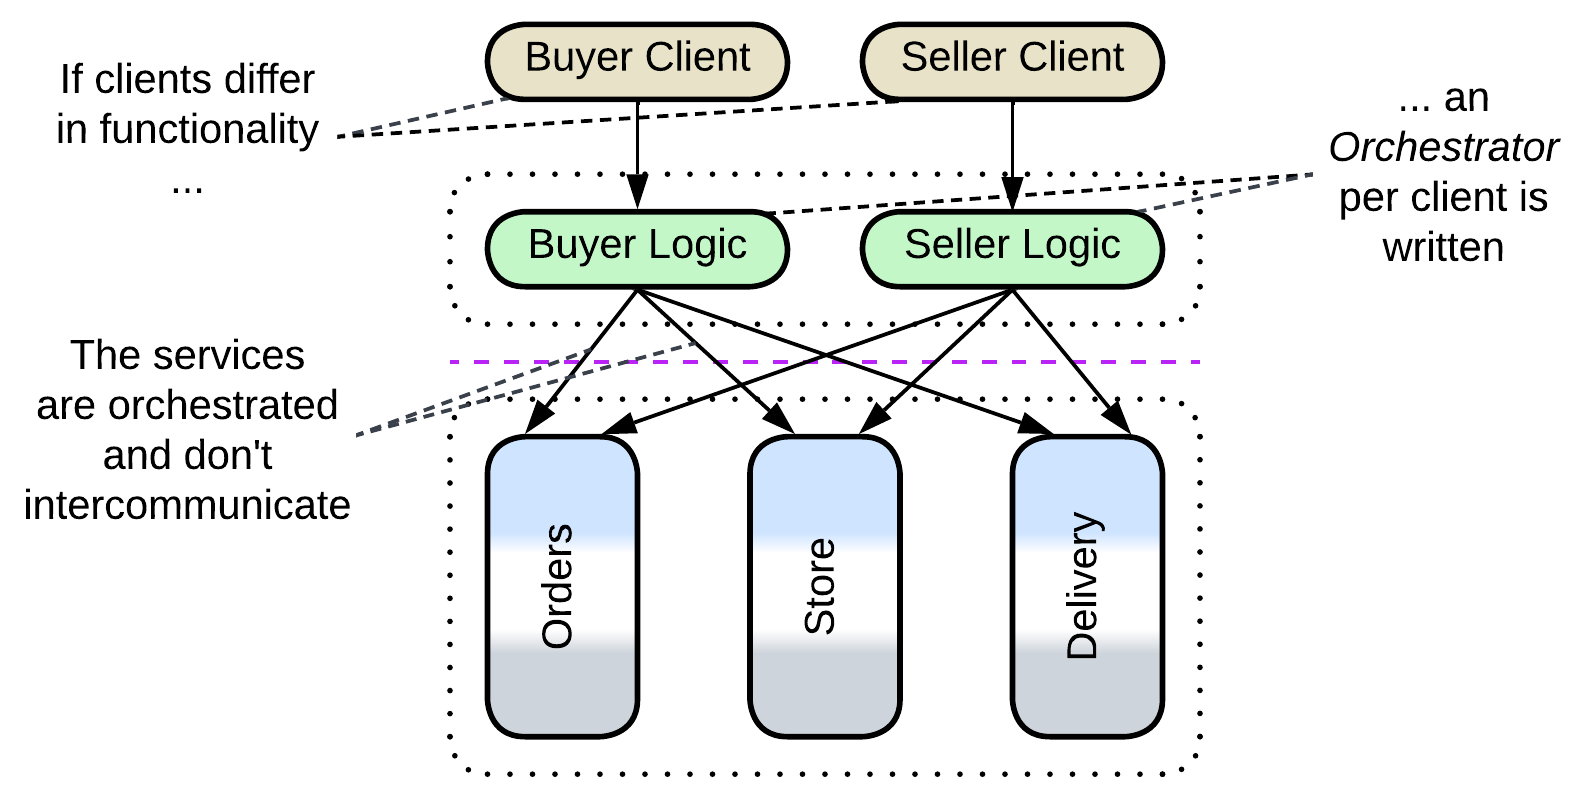 Buyer Client
Seller Client
If clients differ
in functionality
...
... an
Orchestrator
per client is
written
Buyer Logic
Seller Logic
The services
are orchestrated
and don't
intercommunicate
Orders
Store
Delivery